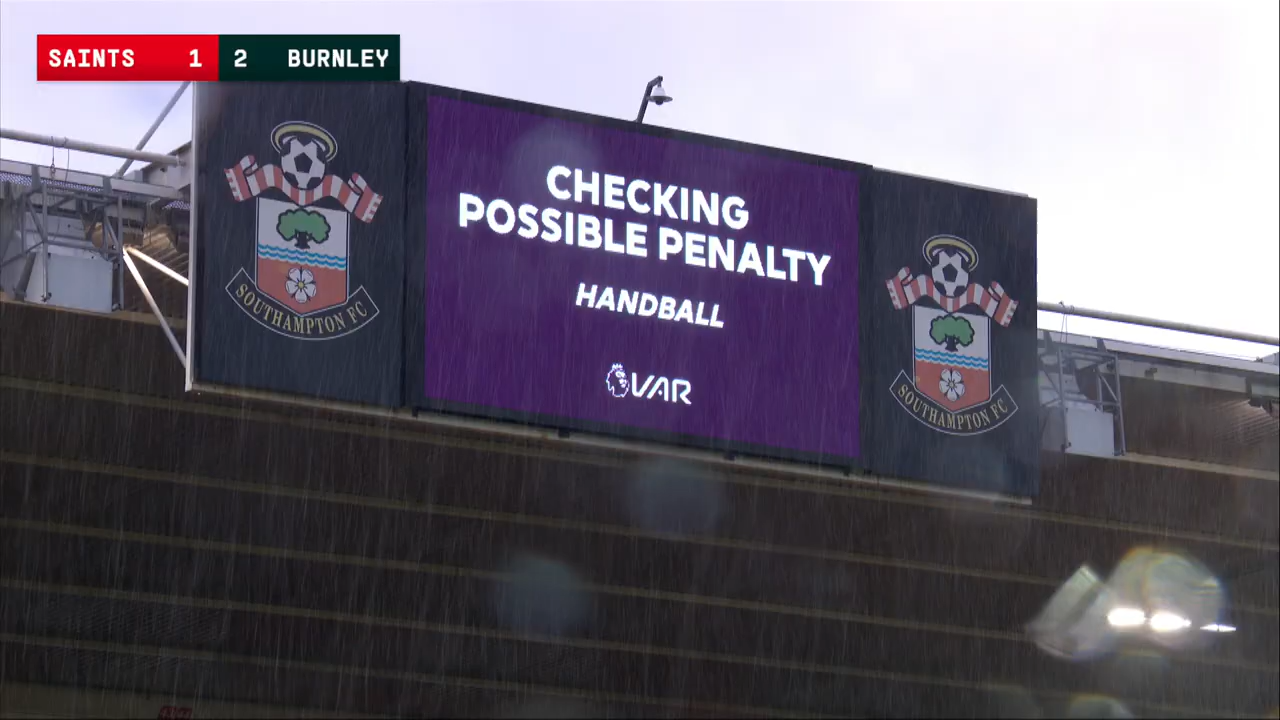 SAINTS 1 2 BURNLEY
CHECKING
POSSIBLE PENALTY
HANDBALL
VAR
SOUTHAMPTON FC
SOUTHAMPTON FC